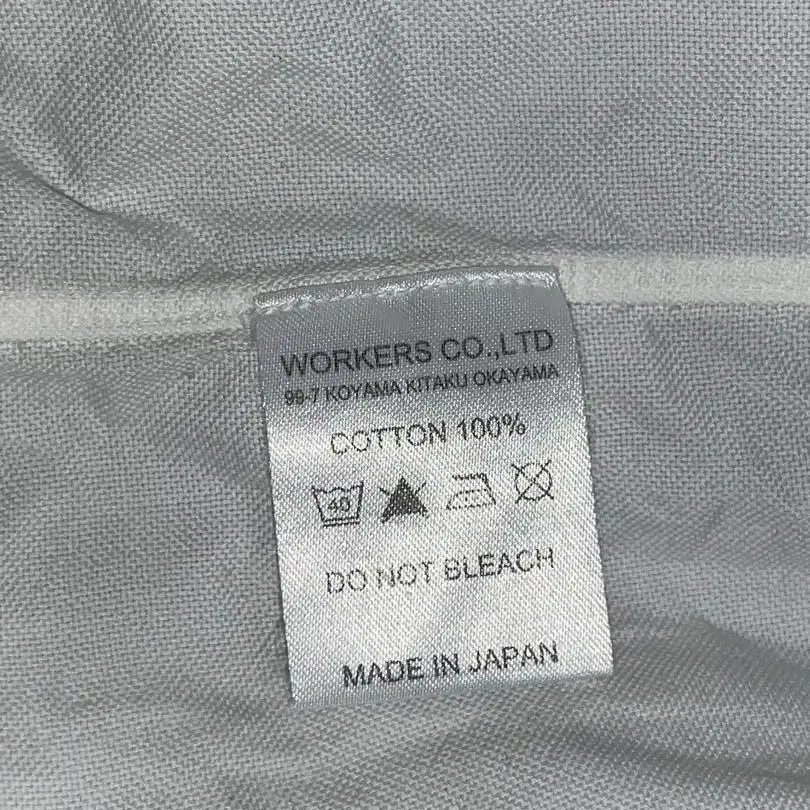 WORKERS CO.,LTD
99-7 KOYAMA KITAKU OKAYAMA
COTTON 100%
40
DO NOT BLEACH
MADE IN JAPAN